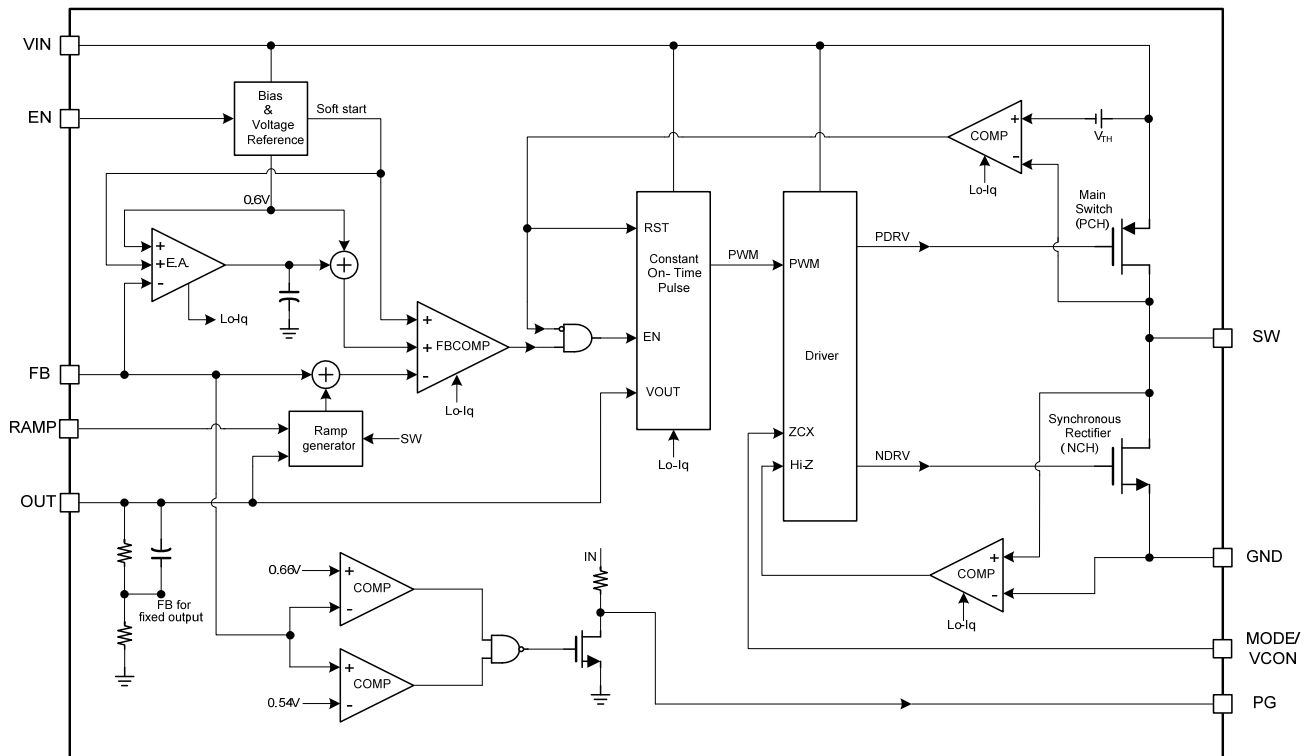 VIN
EN
Bias
&
Voltage
Reference
Soft start
0.6V
+
+
-
E.A.
Lo-Iq
+
+
+
-
FBCOMP
Lo-Iq
FB
+
RAMP
Ramp
generator
SW
OUT
FB for
fixed output
0.66V
+
-
COMP
+
-
COMP
0.54V
IN
RST
Constant
On- Time
Pulse
EN
VOUT
Lo-Iq
PWM
PWM
Driver
ZCX
Hi-Z
PDRV
NDRV
COMP
+
-
Lo-Iq
VTH
Main
Switch
(PCH)
Synchronous
Rectifier
(NCH)
COMP
+
-
Lo-Iq
SW
GND
MODE/
VCON
PG